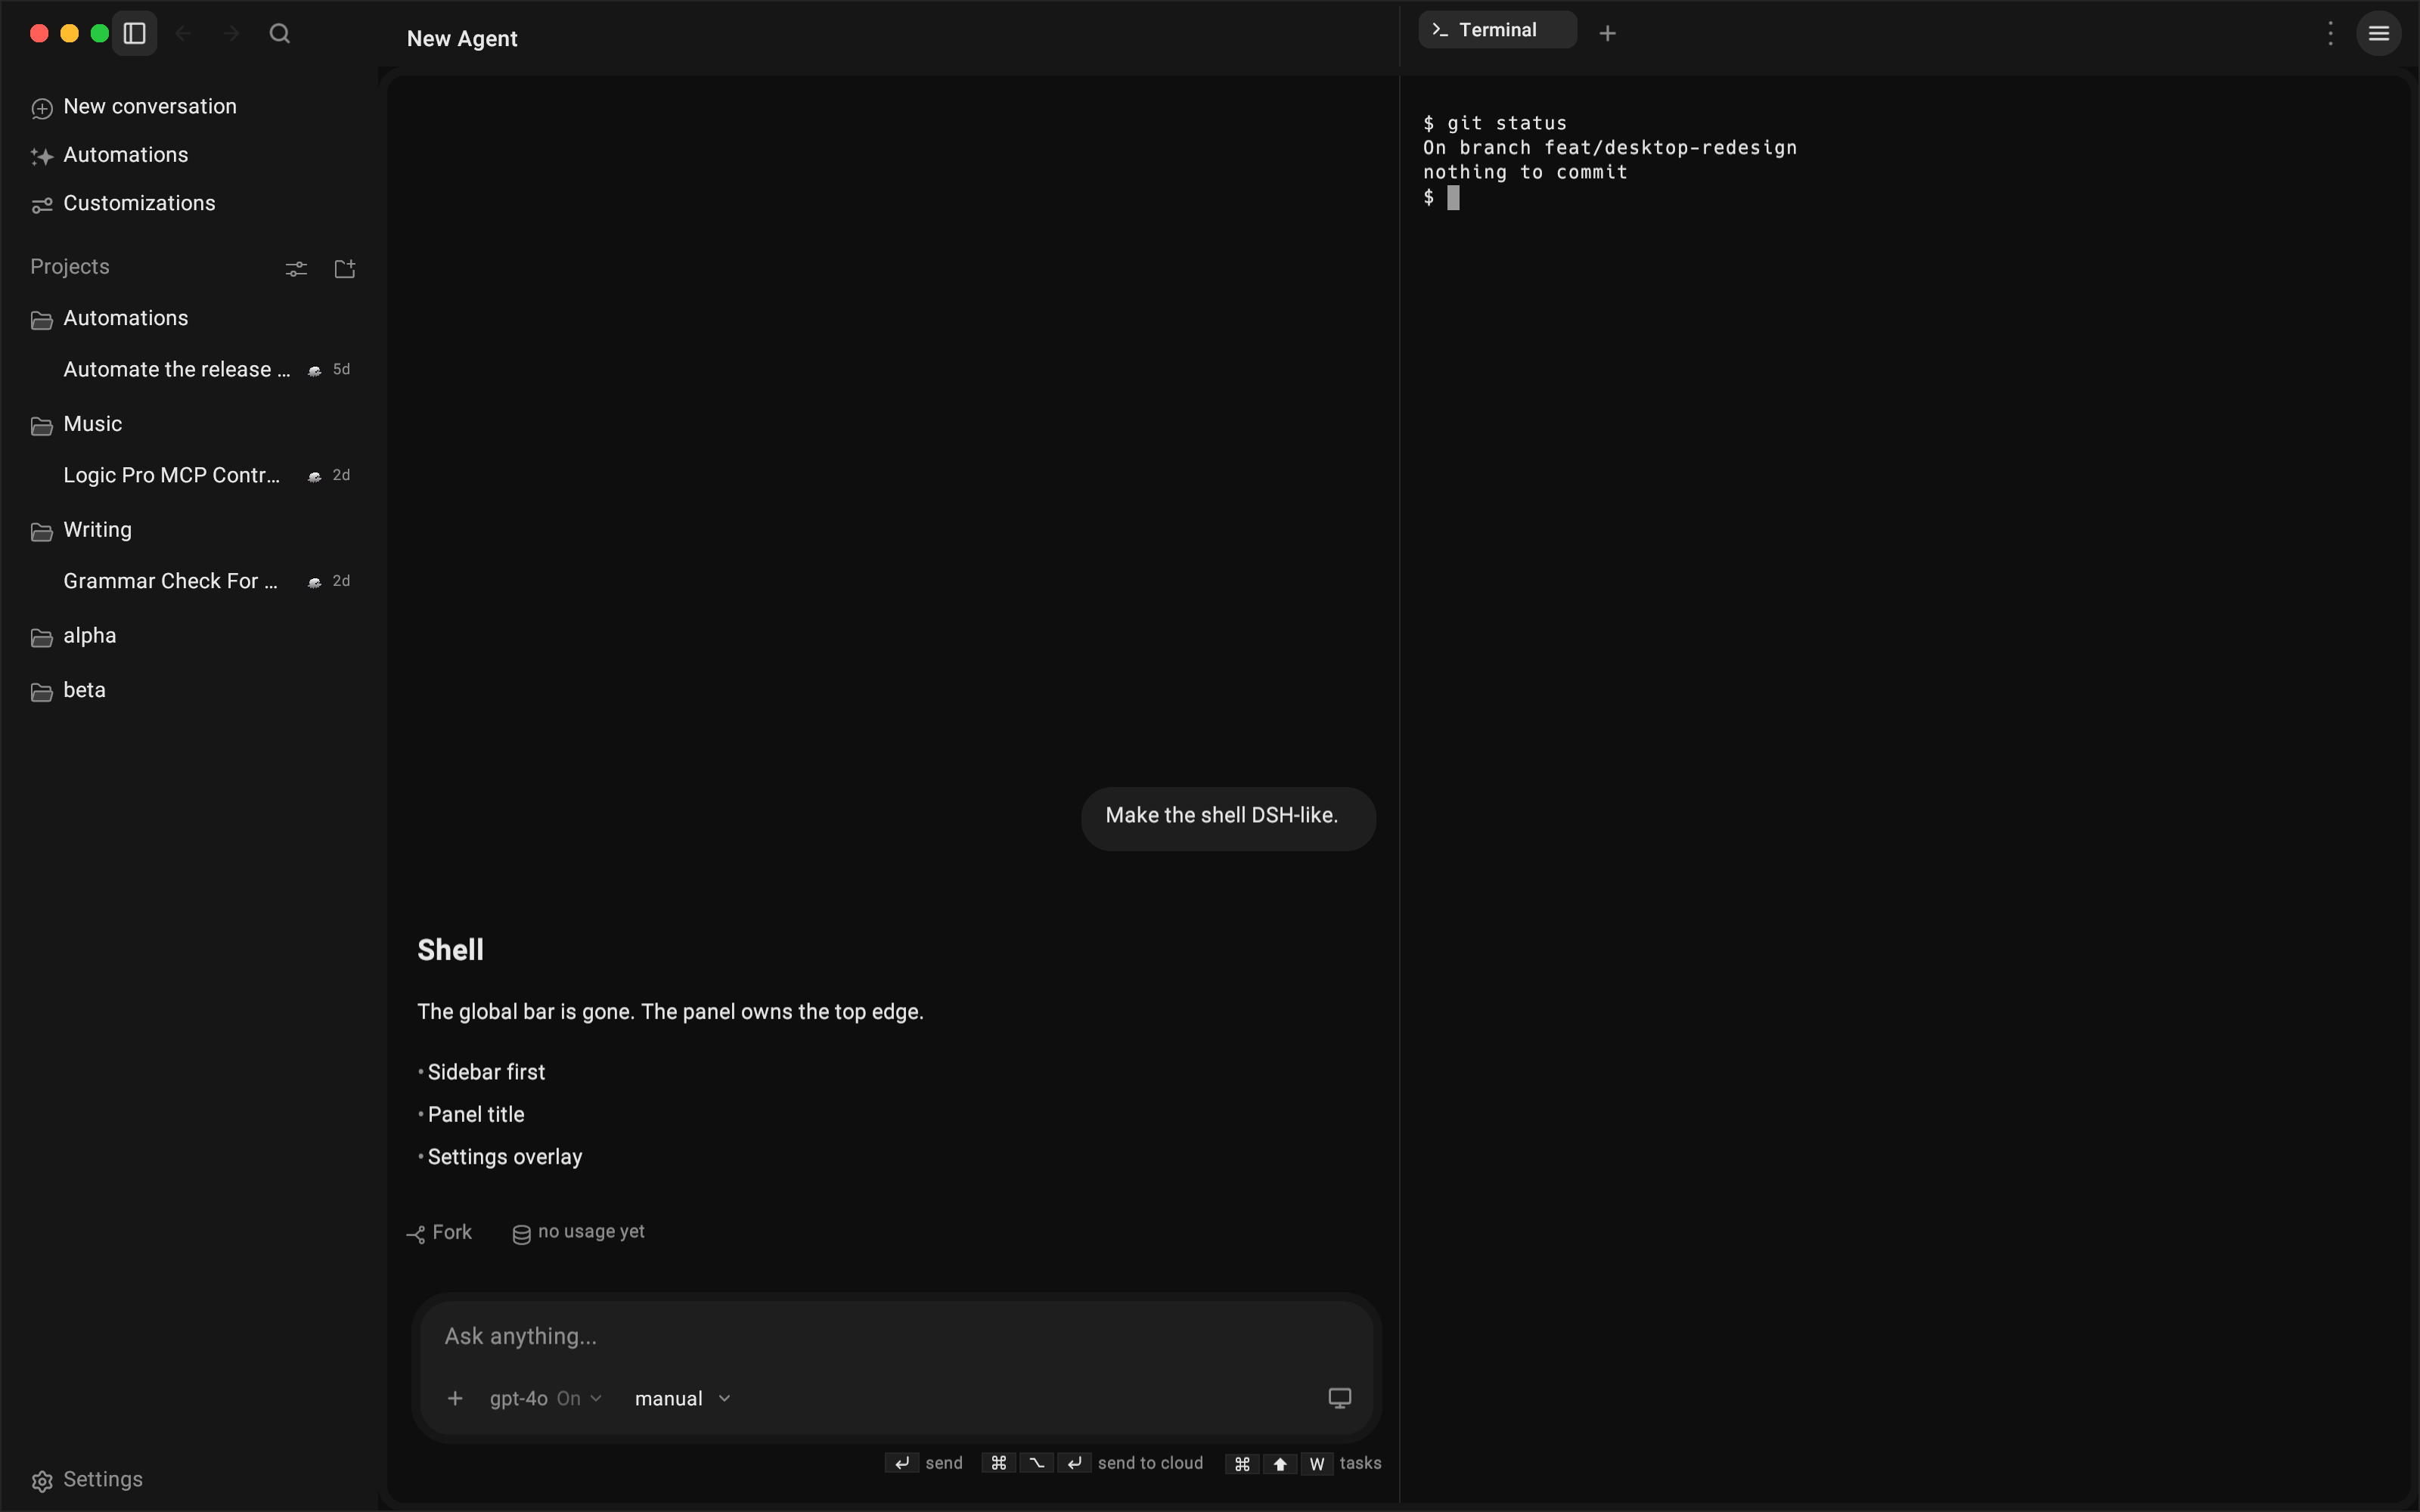 New Agent
Terminal
New conversation
Automations
Customizations
Projects
Automations
Automate the release ... 5d
Music
Logic Pro MCP Contr... 2d
Writing
Grammar Check For ... 2d
alpha
beta
Settings
Make the shell DSH-like.
Shell
The global bar is gone. The panel owns the top edge.
• Sidebar first
• Panel title
• Settings overlay
Fork no usage yet
Ask anything...
gpt-4o On manual
↵ send ⌘ ⌥ ↵ send to cloud ⌘ ⬆ W tasks
$ git status
On branch feat/desktop-redesign
nothing to commit
$